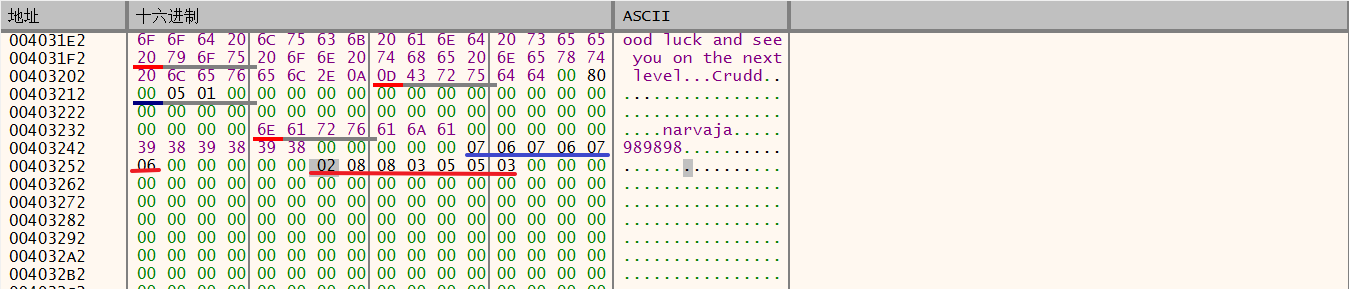 地址 十六进制 ASCII
004031E2 6F 6F 64 20 6C 75 63 6B 20 61 6E 64 20 73 65 65 ood luck and see
004031F2 20 79 6F 75 20 6F 6E 20 74 68 65 20 6E 65 78 74 you on the next
00403202 20 6C 65 76 65 6C 2E 0A 0D 43 72 75 64 64 00 80 level...Crudd..
00403212 00 05 01 00 00 00 00 00 00 00 00 00 00 00 00 00 ................
00403222 00 00 00 00 00 00 00 00 00 00 00 00 00 00 00 00 ................
00403232 00 00 00 00 6E 61 72 76 61 6A 61 00 00 00 00 00 ....narvaja.....
00403242 39 38 39 38 39 38 00 00 00 00 00 07 06 07 06 07 989898..........
00403252 06 00 00 00 00 00 02 08 08 03 05 05 03 00 00 00 ................
00403262 00 00 00 00 00 00 00 00 00 00 00 00 00 00 00 00 ................
00403272 00 00 00 00 00 00 00 00 00 00 00 00 00 00 00 00 ................
00403282 00 00 00 00 00 00 00 00 00 00 00 00 00 00 00 00 ................
00403292 00 00 00 00 00 00 00 00 00 00 00 00 00 00 00 00 ................
004032A2 00 00 00 00 00 00 00 00 00 00 00 00 00 00 00 00 ................
004032B2 00 00 00 00 00 00 00 00 00 00 00 00 00 00 00 00 ................